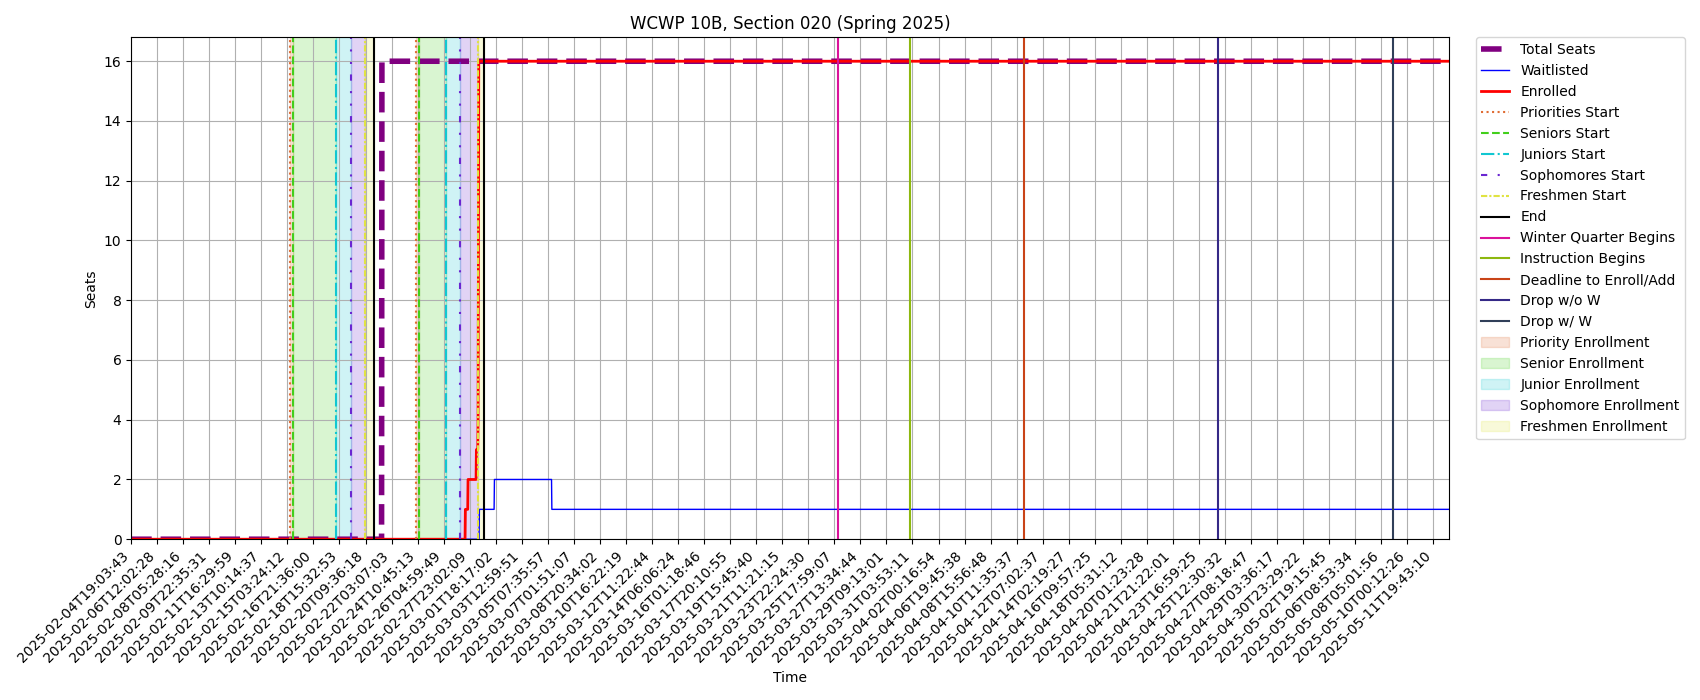 WCWP 10B, Section 020 (Spring 2025)
Seats
16
14
12
10
8
6
4
2
0
2025-02-04T19:03:43
2025-02-06T12:02:28
2025-02-08T05:28:16
2025-02-09T22:35:31
2025-02-11T16:29:59
2025-02-13T10:14:37
2025-02-15T03:24:12
2025-02-16T21:36:00
2025-02-18T15:32:53
2025-02-20T09:36:18
2025-02-22T03:07:03
2025-02-24T10:45:13
2025-02-26T04:59:49
2025-02-27T23:02:09
2025-03-01T18:17:02
2025-03-03T12:59:51
2025-03-05T07:35:57
2025-03-07T01:51:07
2025-03-08T20:34:02
2025-03-10T16:22:19
2025-03-12T11:22:44
2025-03-14T06:06:24
2025-03-16T01:18:46
2025-03-17T20:10:55
2025-03-19T15:45:40
2025-03-21T11:21:15
2025-03-23T07:24:30
2025-03-25T17:59:07
2025-03-27T13:34:44
2025-03-29T09:13:01
2025-03-31T03:53:11
2025-04-02T00:16:54
2025-04-06T19:45:38
2025-04-08T15:56:48
2025-04-10T11:35:37
2025-04-12T07:02:37
2025-04-14T02:19:27
2025-04-16T09:57:25
2025-04-18T05:31:12
2025-04-20T01:23:28
2025-04-21T21:22:01
2025-04-23T16:59:25
2025-04-25T12:30:32
2025-04-27T08:18:47
2025-04-29T03:36:17
2025-04-30T23:29:22
2025-05-02T19:15:45
2025-05-06T08:53:34
2025-05-08T05:01:56
2025-05-10T00:12:26
2025-05-11T19:43:10
Time
Total Seats
Waitlisted
Enrolled
Priorities Start
Seniors Start
Juniors Start
Sophomores Start
Freshmen Start
End
Winter Quarter Begins
Instruction Begins
Deadline to Enroll/Add
Drop w/o W
Drop w/ W
Priority Enrollment
Senior Enrollment
Junior Enrollment
Sophomore Enrollment
Freshmen Enrollment